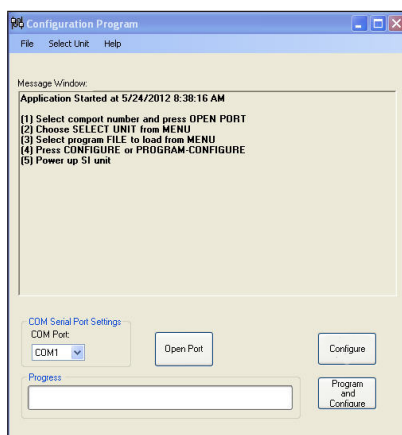 Configuration Program
File Select Unit Help
Message Window:
Application Started at 5/24/2012 8:38:16 AM
(1) Select comport number and press OPEN PORT
(2) Choose SELECT UNIT from MENU
(3) Select program FILE to load from MENU
(4) Press CONFIGURE or PROGRAM-CONFIGURE
(5) Power up SI unit
COM Serial Port Settings
COM Port:
COM1
Open Port
Configure
Progress
Program
and
Configure